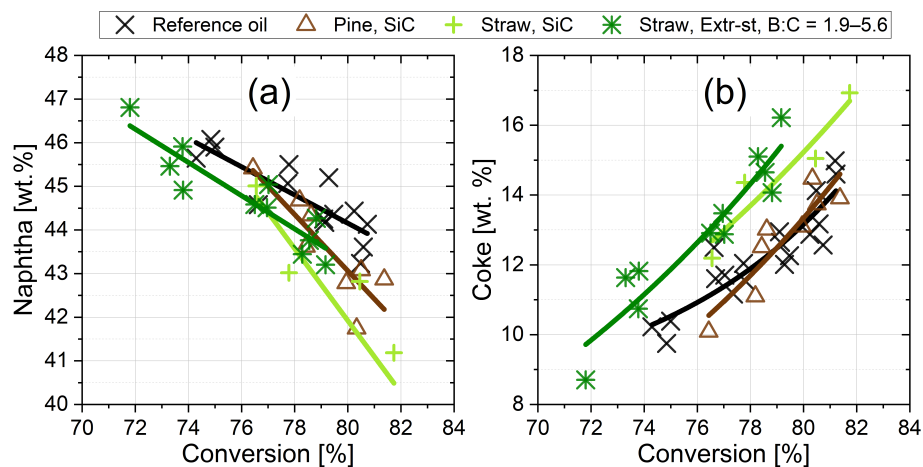 Reference oil Pine, SiC Straw, SiC Straw, Extr-st, B:C = 1.9–5.6
(a)
Naphtha [wt.%]
47
46
45
44
43
42
41
40
70 72 74 76 78 80 82 84
Conversion [%]
(b)
Coke [wt. %]
18
16
14
12
10
8
70 72 74 76 78 80 82 84
Conversion [%]